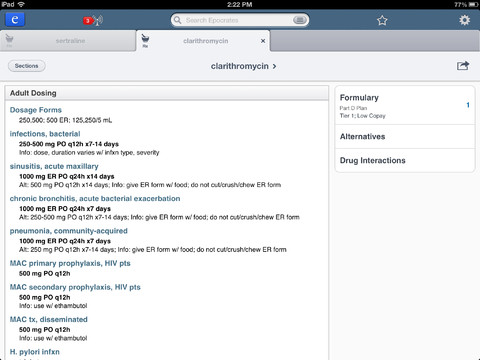 iPad
2:22 PM
77%
e
3
Search Epocrates
Rx
sertraline
Rx
clarithromycin
×
Sections
clarithromycin >
Adult Dosing
Dosage Forms
250,500; 500 ER; 125,250/5 mL
infections, bacterial
250-500 mg PO q12h x7-14 days
Info: dose, duration varies w/ infxn type, severity
sinusitis, acute maxillary
1000 mg ER PO q24h x14 days
Alt: 500 mg PO q12h x14 days; Info: give ER form w/ food; do not cut/crush/chew ER form
chronic bronchitis, acute bacterial exacerbation
1000 mg ER PO q24h x7 days
Alt: 250-500 mg PO q12h x7-14 days; Info: give ER form w/ food; do not cut/crush/chew ER form
pneumonia, community-acquired
1000 mg ER PO q24h x7 days
Alt: 250 mg PO q12h x7-14 days; Info: give ER form w/ food; do not cut/crush/chew ER form
MAC primary prophylaxis, HIV pts
500 mg PO q12h
MAC secondary prophylaxis, HIV pts
500 mg PO q12h
Info: use w/ ethambutol
MAC tx, disseminated
500 mg PO q12h
Info: use w/ ethambutol
H. pylori infxn
Formulary
Part D Plan
Tier 1; Low Copay
1
Alternatives
Drug Interactions